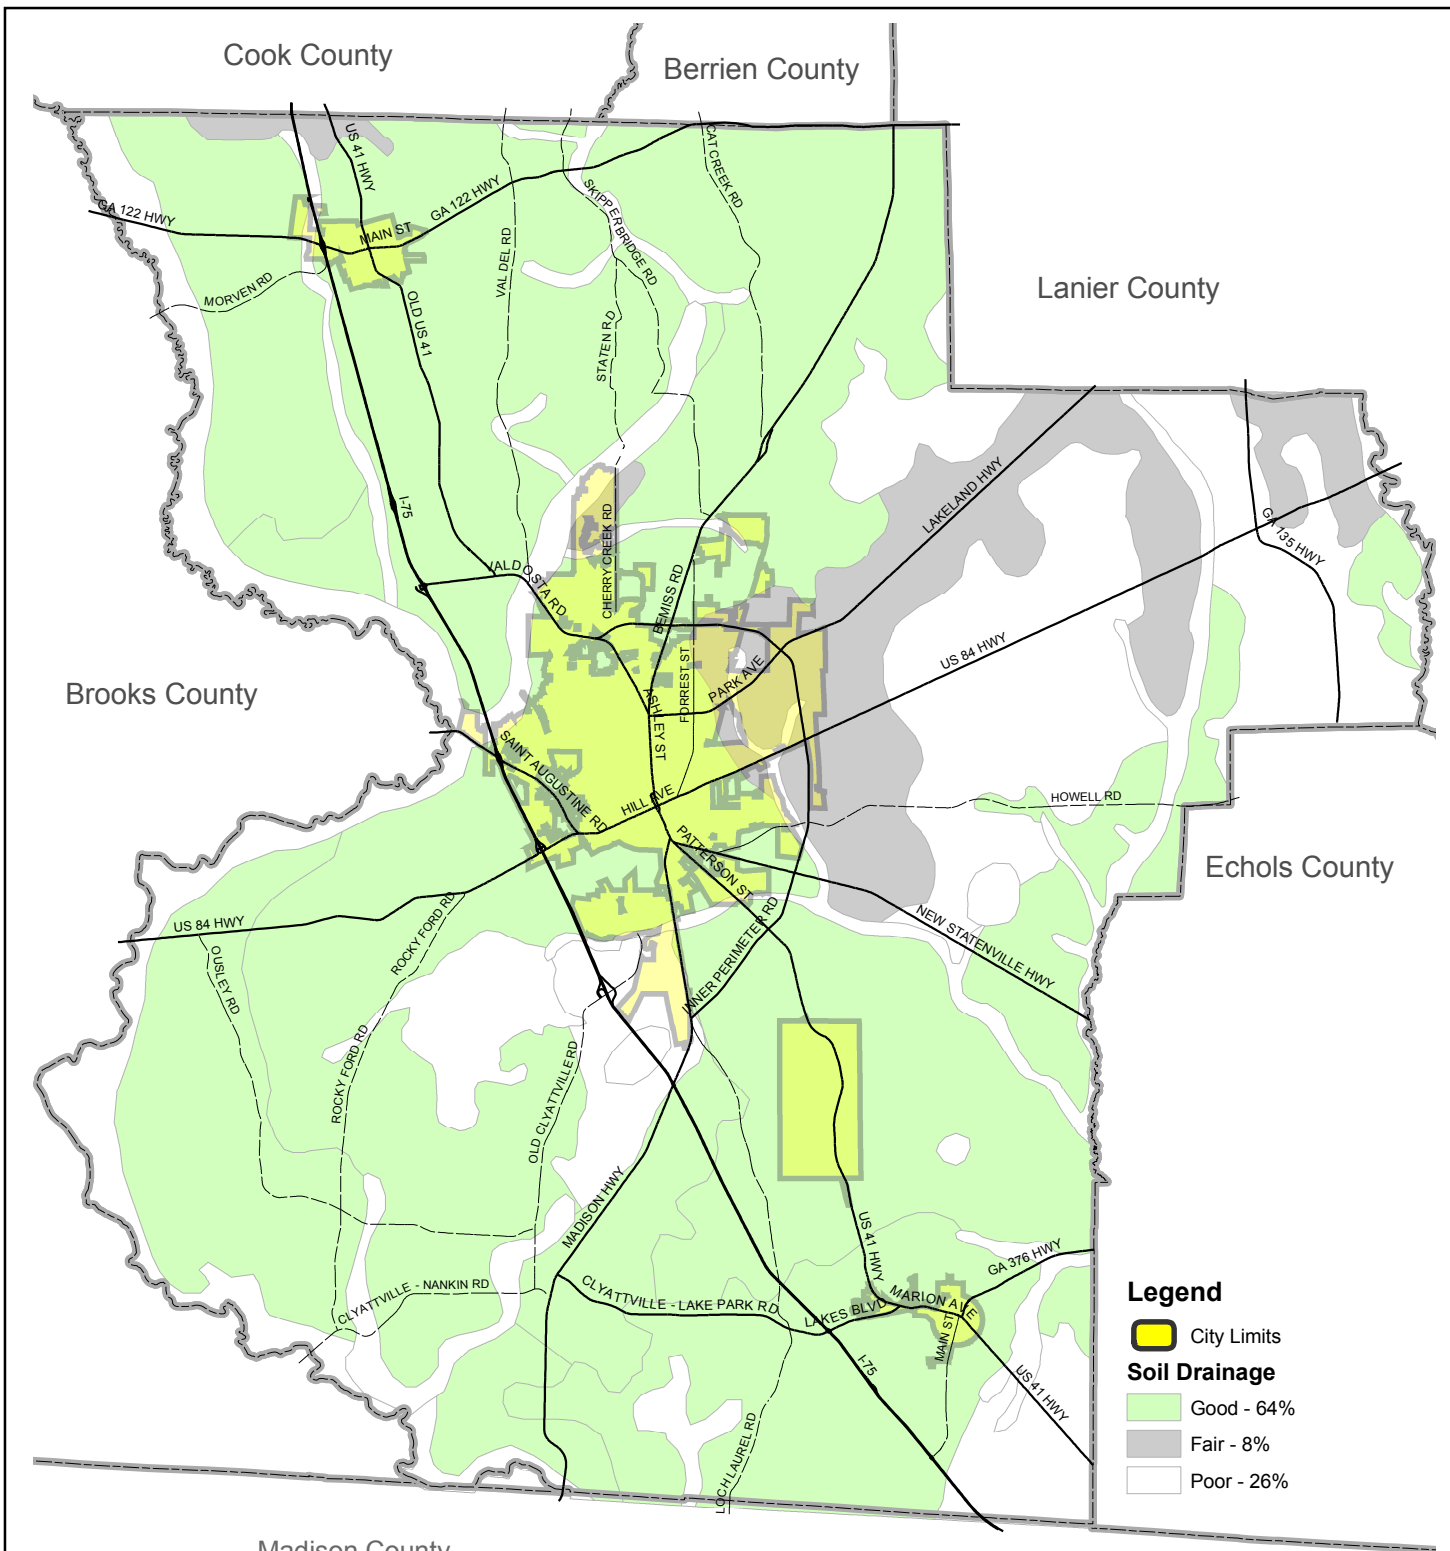 Cook County
Berrien County
US 41 HWY
CAT CREEK RD
GA 122 HWY
SKIPPER BRIDGE RD
GA 122 HWY
MAIN ST
VAL DEL RD
MORVEN RD
Lanier County
OLD US 41
STATEN RD
LAKELAND HWY
I-75
CHERRY CREEK RD
GA 135 HWY
VALDOSTA RD
BEMISS RD
US 84 HWY
FORREST ST
PARK AVE
Brooks County
ASHLEY ST
SAINT AUGUSTINE RD
HILL AVE
HOWELL RD
PATTERSON ST
Echols County
US 84 HWY
ROCKY FORD RD
NEW STATENVILLE HWY
OUSLEY RD
INNER PERIMETER RD
ROCKY FORD RD
OLD CLYATTVILLE RD
MADISON HWY
US 41 HWY
GA 376 HWY
CLYATTVILLE - NANKIN RD
CLYATTVILLE - LAKE PARK RD
LAKES BLVD
MARION AVE
MAIN ST
I-75
US 41 HWY
LOCH LAUREL RD
Legend
City Limits
Soil Drainage
Good - 64%
Fair - 8%
Poor - 26%
Madison County